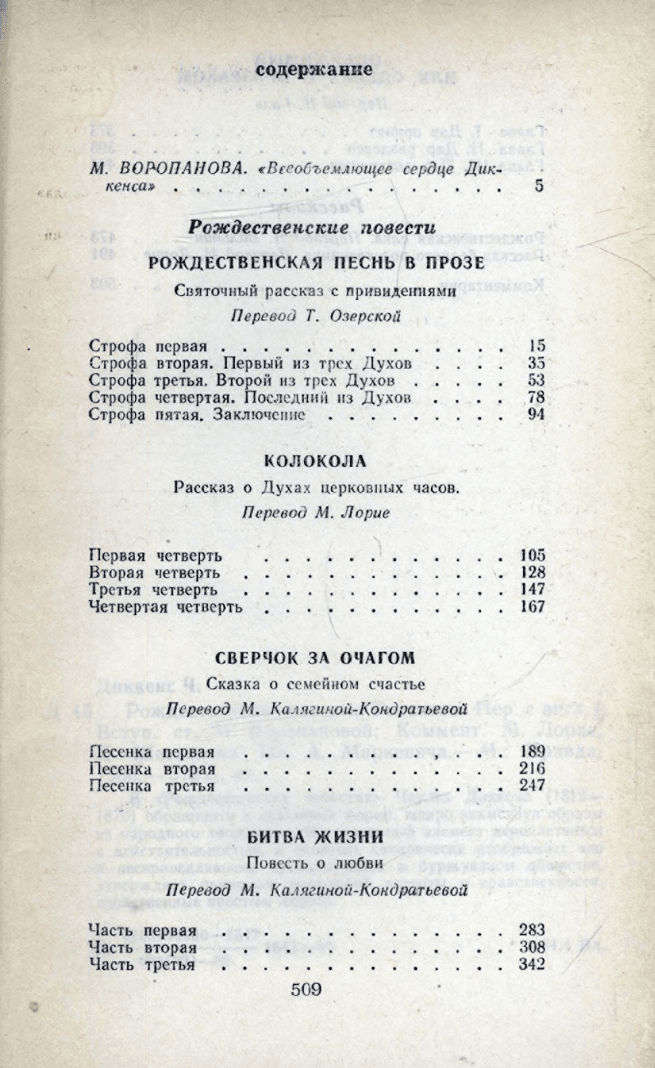 содержание
М. ВОРОПАНОВА. «Всеобъемлющее сердце Дик-
кенса» . . . . . . . . . . . . . . . . 5
Рождественские повести
РОЖДЕСТВЕНСКАЯ ПЕСНЬ В ПРОЗЕ
Святочный рассказ с привидениями
Перевод Т. Озерской
Строфа первая . . . . . . . . . . . . . . 15
Строфа вторая. Первый из трех Духов . . . . 35
Строфа третья. Второй из трех Духов . . . . . 53
Строфа четвертая. Последний из Духов . . . . 78
Строфа пятая. Заключение . . . . . . . . . 94
КОЛОКОЛА
Рассказ о Духах церковных часов.
Перевод М. Лорие
Первая четверть . . . . . . . . . . . . 105
Вторая четверть . . . . . . . . . . . . . 128
Третья четверть . . . . . . . . . . . . . 147
Четвертая четверть . . . . . . . . . . . . 167
СВЕРЧОК ЗА ОЧАГОМ
Сказка о семейном счастье
Перевод М. Калягиной-Кондратьевой
Песенка первая . . . . . . . . . . . . . 189
Песенка вторая . . . . . . . . . . . . . 216
Песенка третья . . . . . . . . . . . . . 247
БИТВА ЖИЗНИ
Повесть о любви
Перевод М. Калягиной-Кондратьевой
Часть первая . . . . . . . . . . . . . . 283
Часть вторая . . . . . . . . . . . . . . 308
Часть третья . . . . . . . . . . . . . . 342
509